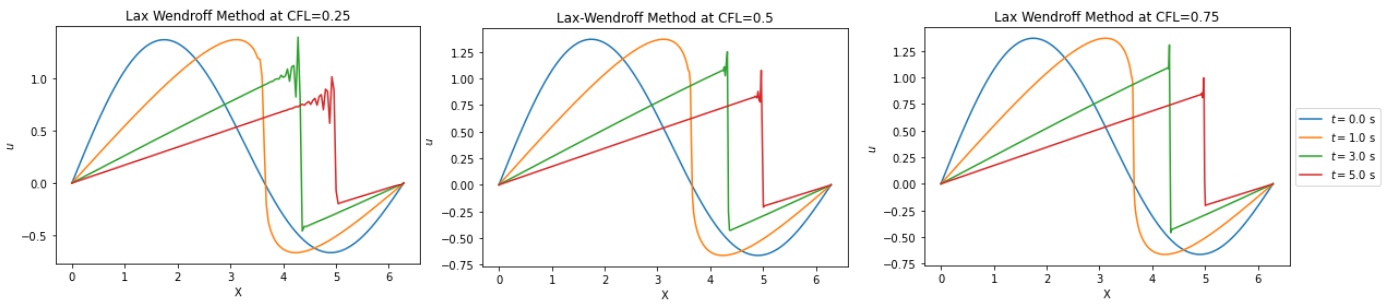 Lax Wendroff Method at CFL=0.25
1.0
0.5
0.0
−0.5
u
0 1 2 3 4 5 6
X
Lax-Wendroff Method at CFL=0.5
1.25
1.00
0.75
0.50
0.25
0.00
−0.25
−0.50
−0.75
u
0 1 2 3 4 5 6
X
Lax Wendroff Method at CFL=0.75
1.25
1.00
0.75
0.50
0.25
0.00
−0.25
−0.50
−0.75
u
0 1 2 3 4 5 6
X
t = 0.0 s
t = 1.0 s
t = 3.0 s
t = 5.0 s